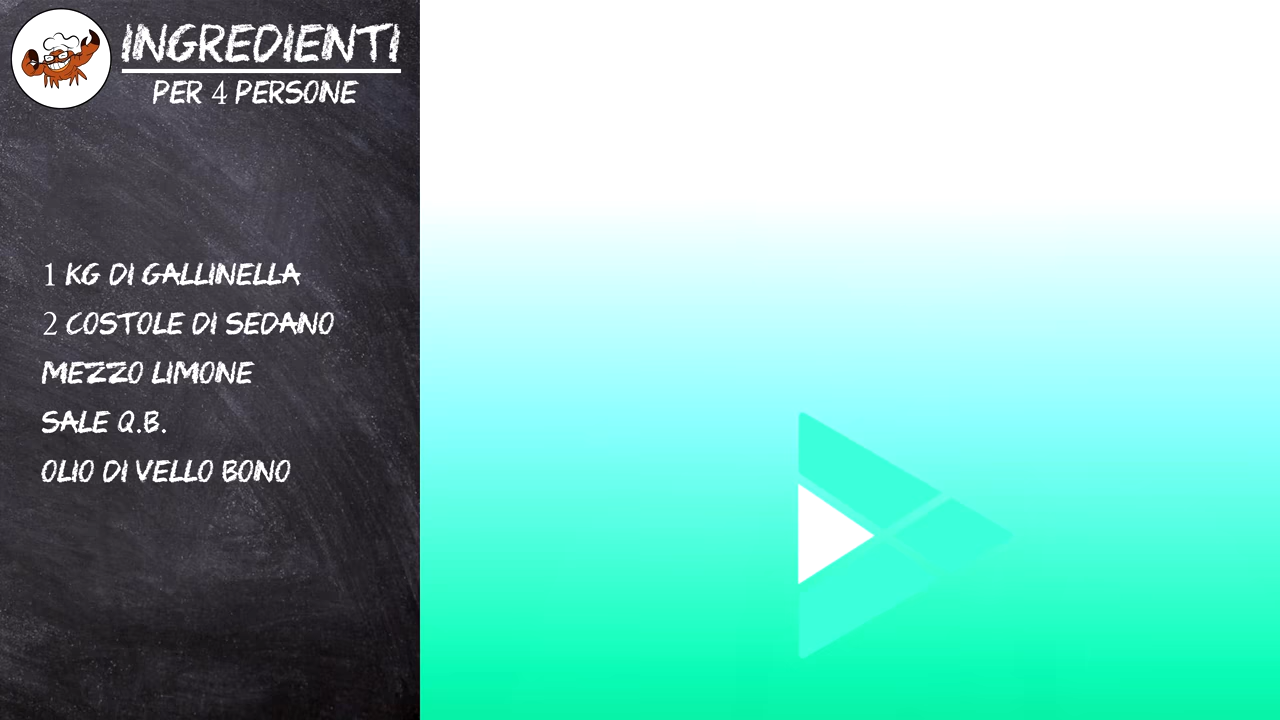 INGREDIENTI
PER 4 PERSONE
1 KG DI GALLINELLA
2 COSTOLE DI SEDANO
MEZZO LIMONE
SALE Q.B.
OLIO DI VELLO BONO